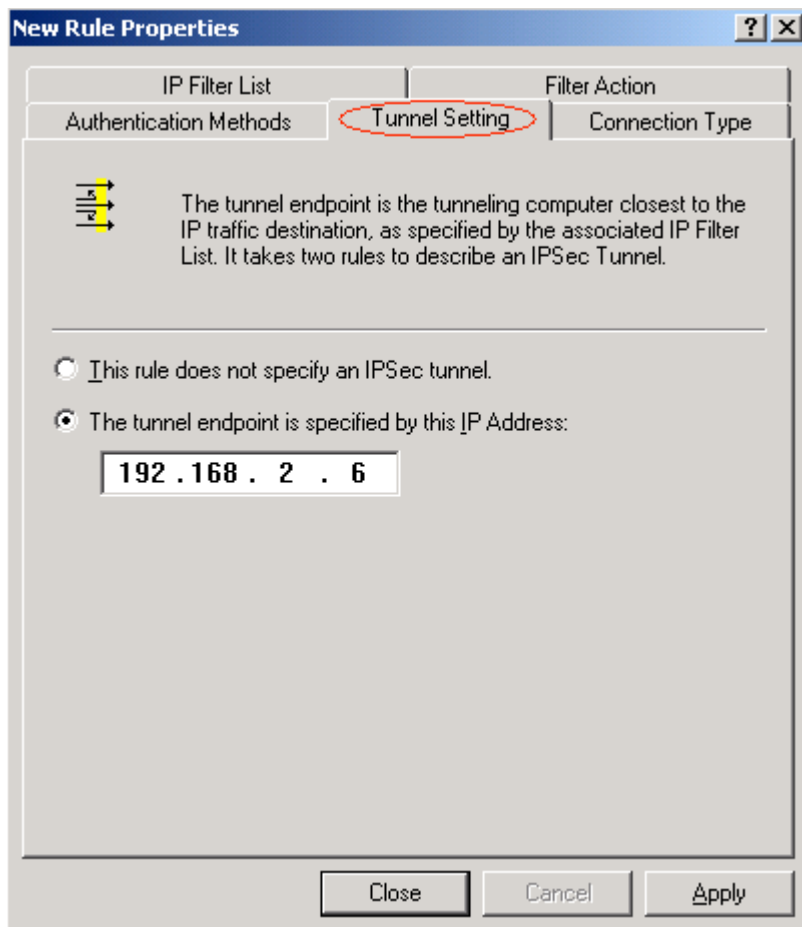 New Rule Properties
IP Filter List
Filter Action
Authentication Methods
Tunnel Setting
Connection Type
The tunnel endpoint is the tunneling computer closest to the
IP traffic destination, as specified by the associated IP Filter
List. It takes two rules to describe an IPSec Tunnel.
This rule does not specify an IPSec tunnel.
The tunnel endpoint is specified by this IP Address:
192 . 168 . 2 . 6
Close
Cancel
Apply